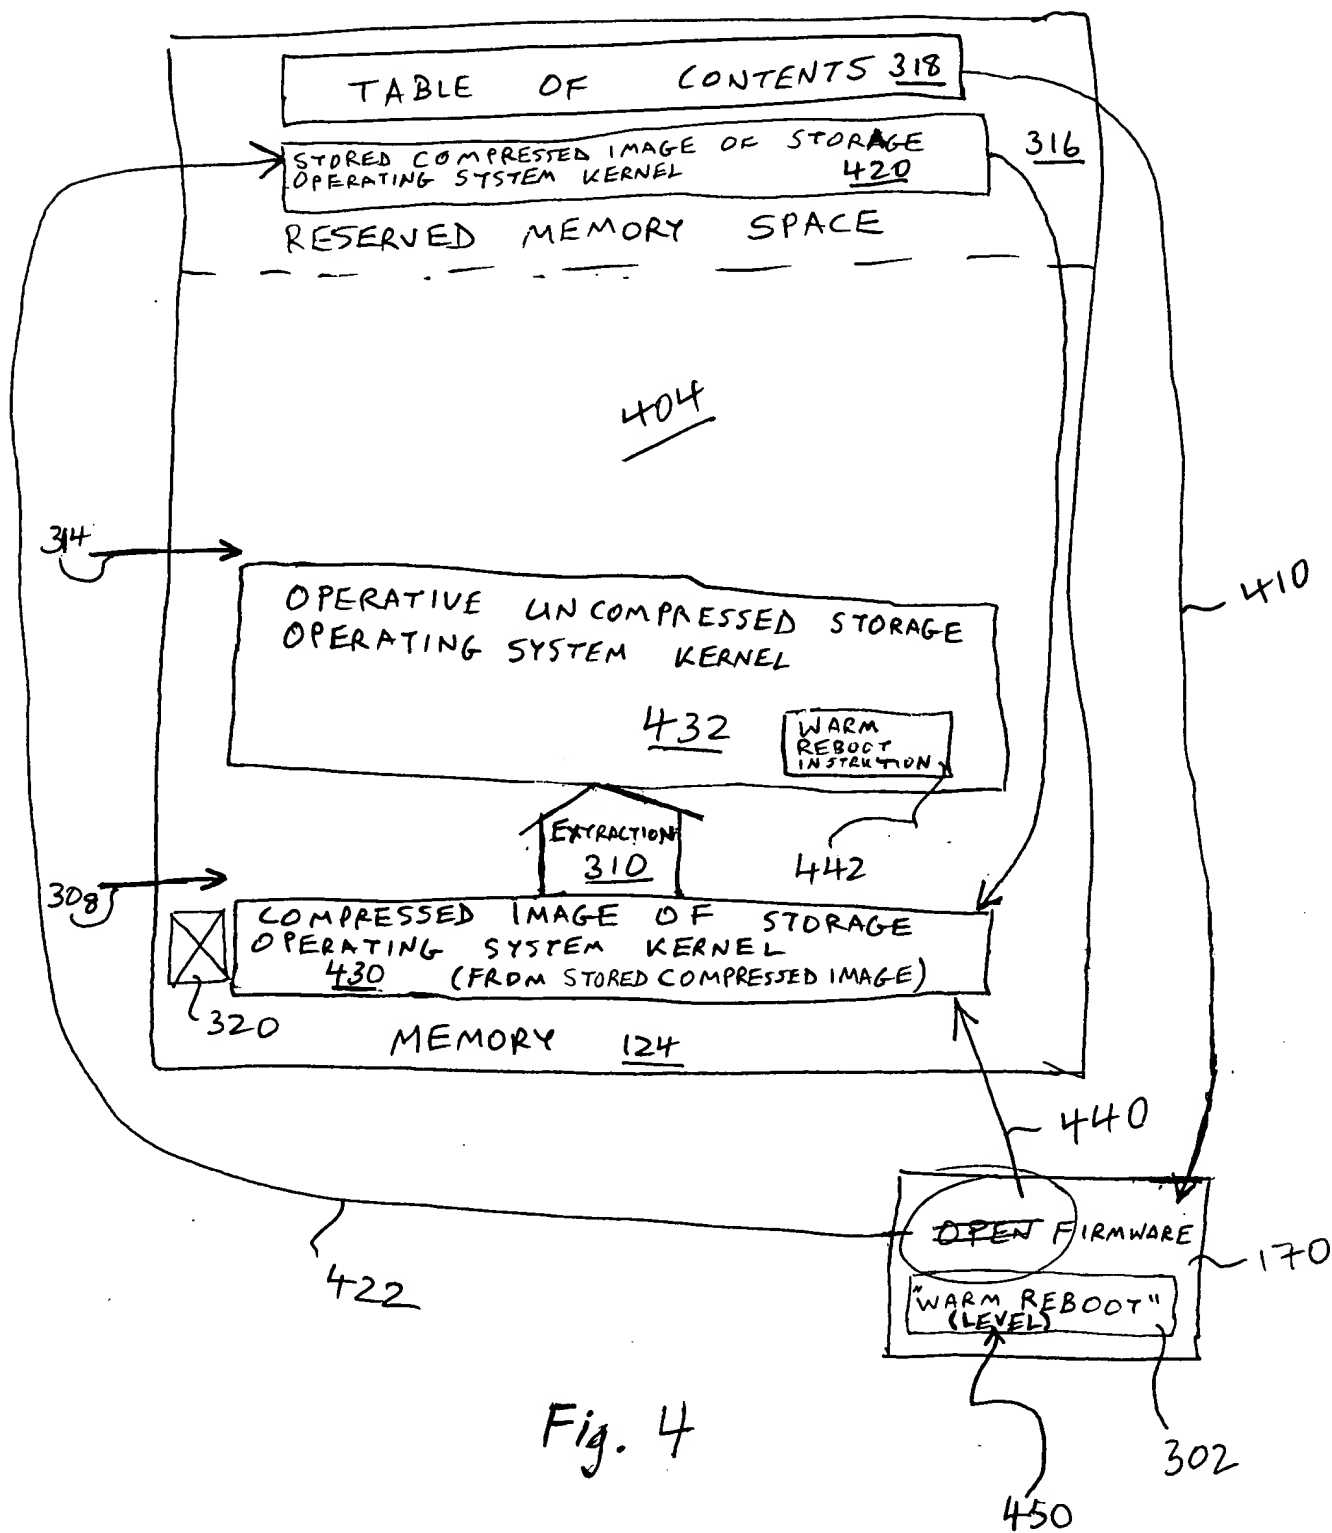 TABLE OF CONTENTS 318
STORED COMPRESSED IMAGE OF STORAGE
OPERATING SYSTEM KERNEL 420
316
RESERVED MEMORY SPACE
404
314
410
OPERATIVE UNCOMPRESSED STORAGE
OPERATING SYSTEM KERNEL
432
WARM
REBOOT
INSTRUCTION
442
EXTRACTION
310
308
COMPRESSED IMAGE OF STORAGE
OPERATING SYSTEM KERNEL
430 (FROM STORED COMPRESSED IMAGE)
320
MEMORY 124
440
OPEN FIRMWARE
170
"WARM REBOOT"
(LEVEL)
422
302
450
Fig. 4